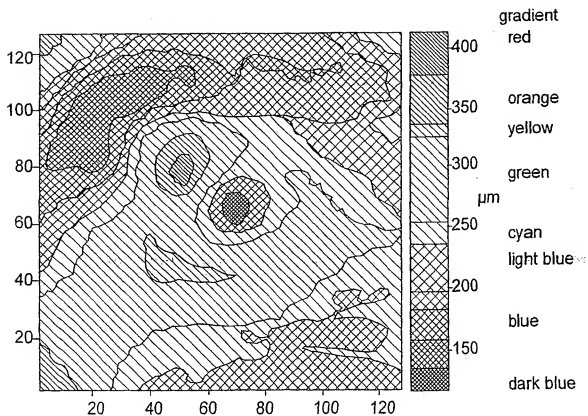 gradient
red
orange
yellow
green
cyan
light blue
blue
dark blue
400
350
300
µm
250
200
150
120
100
80
60
40
20
20 40 60 80 100 120